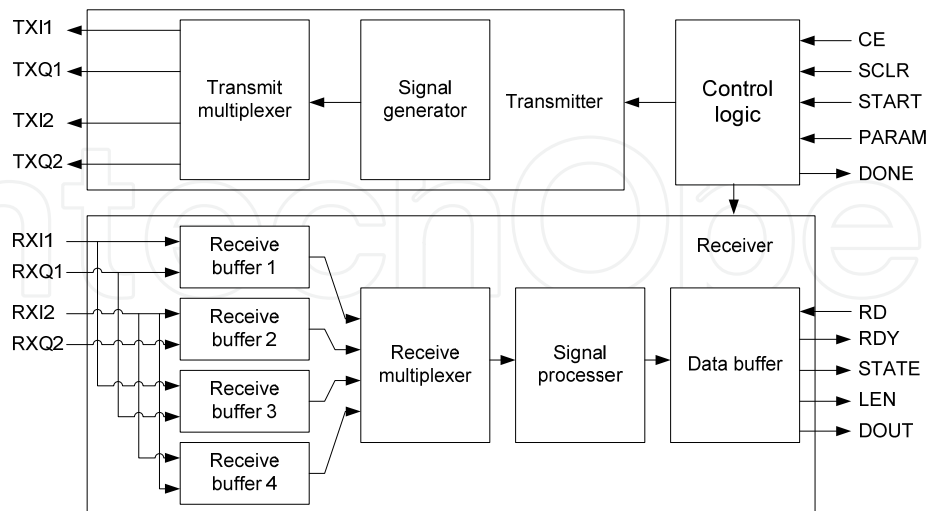 TXI1
TXQ1
TXI2
TXQ2
Transmit
multiplexer
Signal
generator
Transmitter
Control
logic
CE
SCLR
START
PARAM
DONE
RXI1
RXQ1
RXI2
RXQ2
Receive
buffer 1
Receive
buffer 2
Receive
buffer 3
Receive
buffer 4
Receive
multiplexer
Signal
processer
Receiver
Data buffer
RD
RDY
STATE
LEN
DOUT